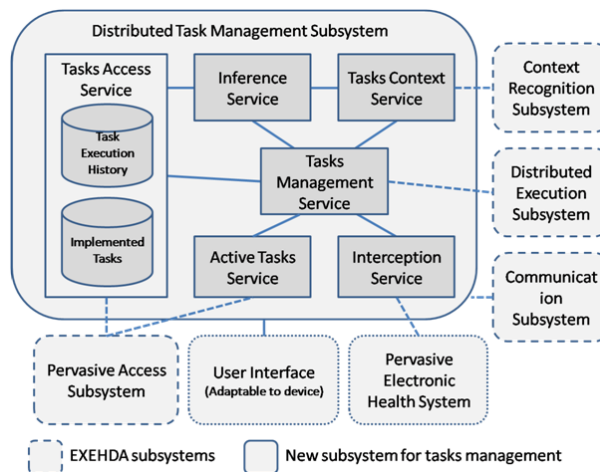 Distributed Task Management Subsystem
Tasks Access
Service
Task
Execution
History
Implemented
Tasks
Inference
Service
Tasks Context
Service
Tasks
Management
Service
Active Tasks
Service
Interception
Service
Context
Recognition
Subsystem
Distributed
Execution
Subsystem
Communicat
ion
Subsystem
Pervasive Access
Subsystem
User Interface
(Adaptable to device)
Pervasive
Electronic
Health System
EXEHDA subsystems
New subsystem for tasks management